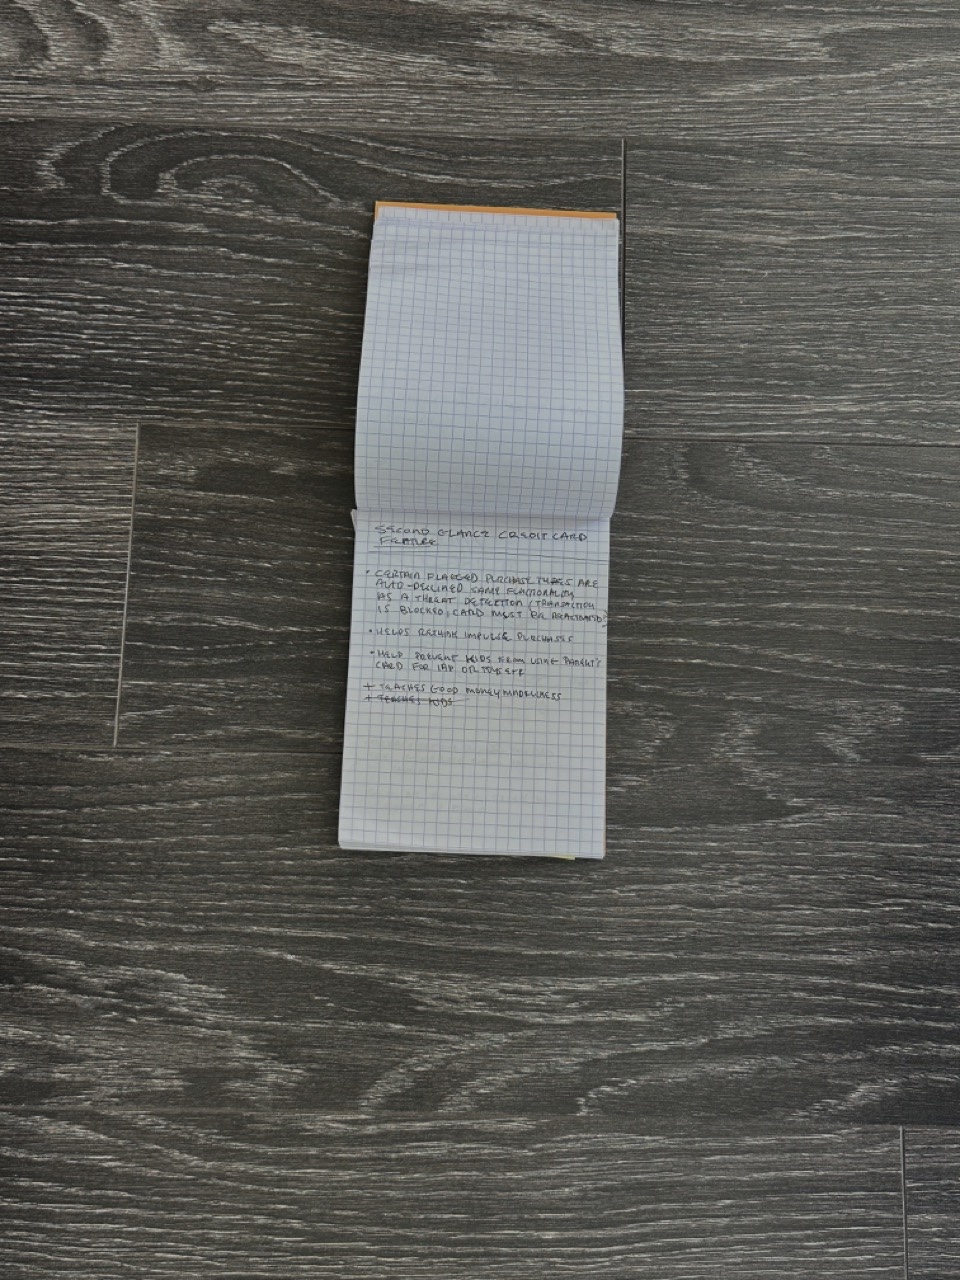 SECOND GLANCE CREDIT CARD
FEATURE
• CERTAIN FLAGGED PURCHASE TYPES ARE
AUTO-DECLINED SAME FUNCTIONALITY
AS A THREAT DETECTION (TRANSACTION
IS BLOCKED, CARD MUST BE REACTIVATED)
• HELPS RETHINK IMPULSE PURCHASES
• HELP PREVENT KIDS FROM USING PARENT'S
CARD FOR IAP OR
+ TEACHES GOOD MONEY MINDFULNESS
+ TEACHES KIDS